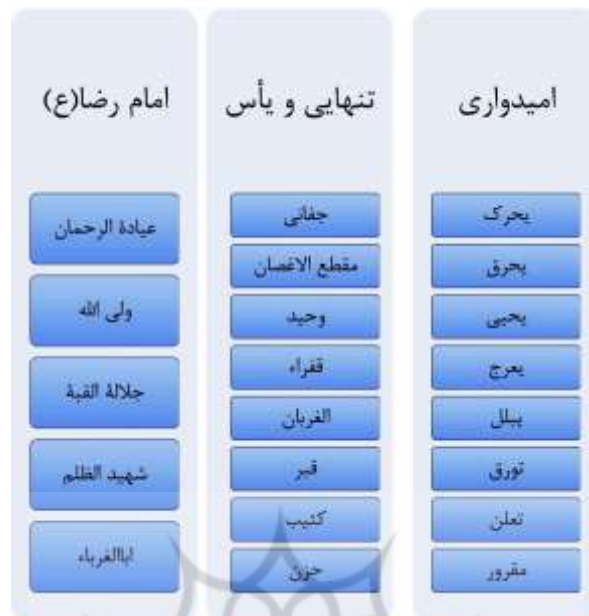 امیدواری
یحرک
یحرق
یحیی
یعرج
یبلل
تورق
تعلن
مقرور
تنهایی و یأس
جفانی
مقطع الاغصان
وحید
قفراء
الغربان
قبر
کئیب
حزن
امام رضا(ع)
عیادة الرحمان
ولی الله
جلالة القبة
شهید الظلم
اباالغرباء